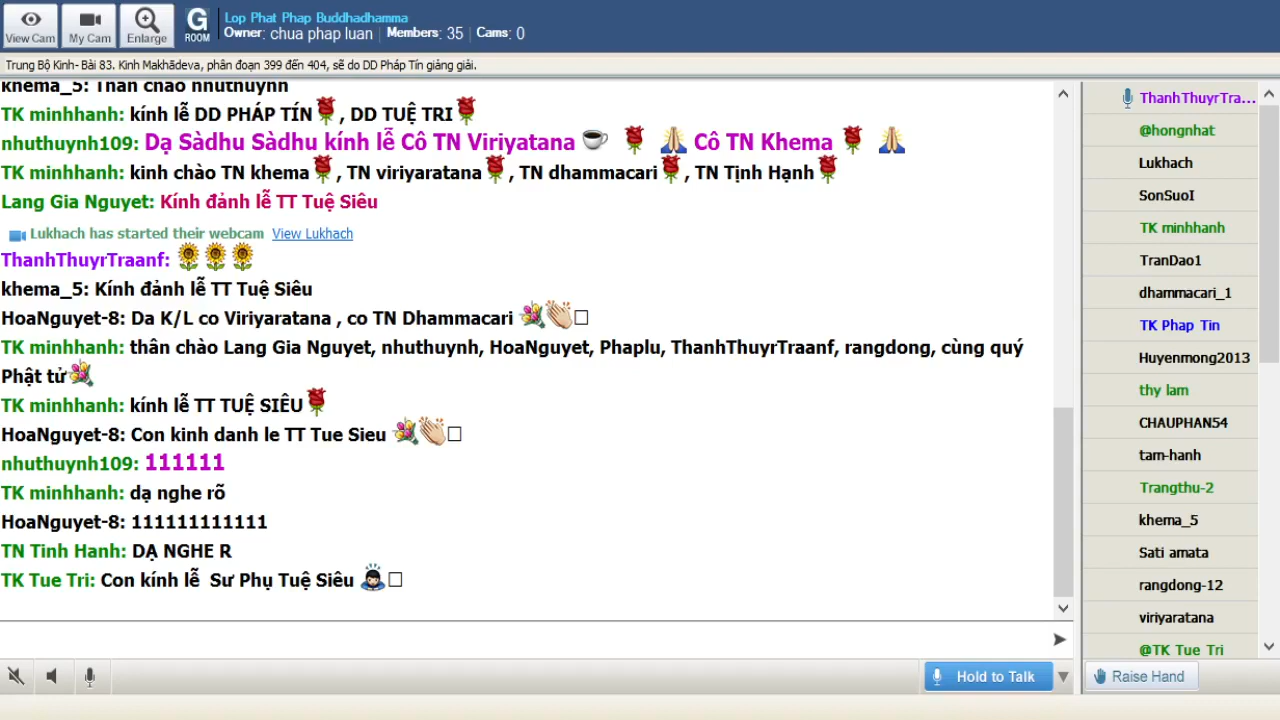 View Cam
My Cam
Enlarge
G
ROOM
Lop Phat Phap Buddhadhamma
Owner: chua phap luan | Members: 35 | Cams: 0
Trung Bộ Kinh- Bài 83. Kinh Makhādeva, phân đoạn 399 đến 404, sẽ do DD Pháp Tín giảng giải.
khema_5: Thân chào nhuthuynh
TK minhhanh: kính lễ DD PHÁP TÍN🌹, DD TUỆ TRI🌹
nhuthuynh109: Dạ Sàdhu Sàdhu kính lễ Cô TN Viriyatana ☕ 🌹 🙏 Cô TN Khema 🌹 🙏
TK minhhanh: kinh chào TN khema🌹, TN viriyaratana🌹, TN dhammacari🌹, TN Tịnh Hạnh🌹
Lang Gia Nguyet: Kính đảnh lễ TT Tuệ Siêu
Lukhach has started their webcam View Lukhach
ThanhThuyrTraanf: 🌻🌻🌻
khema_5: Kính đảnh lễ TT Tuệ Siêu
HoaNguyet-8: Da K/L co Viriyaratana , co TN Dhammacari 💐👏□
TK minhhanh: thân chào Lang Gia Nguyet, nhuthuynh, HoaNguyet, Phaplu, ThanhThuyrTraanf, rangdong, cùng quý
Phật tử💐
TK minhhanh: kính lễ TT TUỆ SIÊU🌹
HoaNguyet-8: Con kinh danh le TT Tue Sieu 💐👏□
nhuthuynh109: 111111
TK minhhanh: dạ nghe rõ
HoaNguyet-8: 111111111111
TN Tinh Hanh: DẠ NGHE R
TK Tue Tri: Con kính lễ  Sư Phụ Tuệ Siêu 🙇□
Hold to Talk
ThanhThuyrTra...
@hongnhat
Lukhach
SonSuoI
TK minhhanh
TranDao1
dhammacari_1
TK Phap Tin
Huyenmong2013
thy lam
CHAUPHAN54
tam-hanh
Trangthu-2
khema_5
Sati amata
rangdong-12
viriyaratana
@TK Tue Tri
Raise Hand